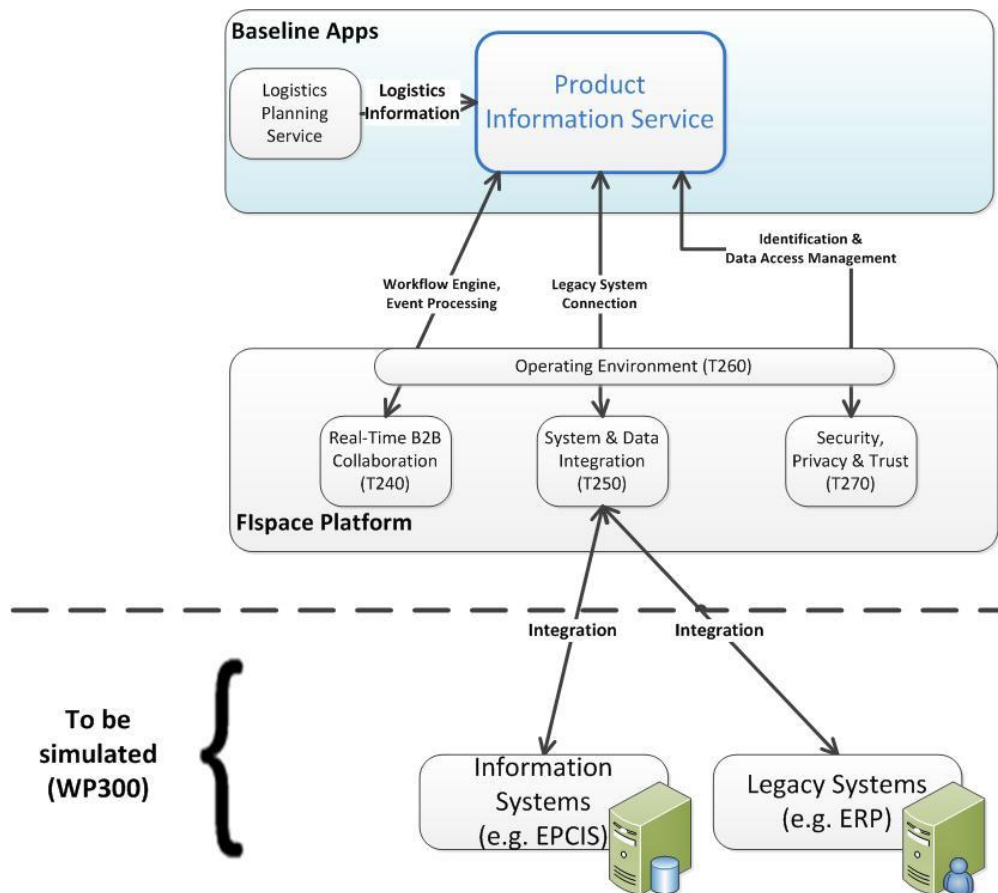 Baseline Apps
Logistics
Planning
Service
Logistics
Information
Product
Information Service
Identification &
Data Access Management
Workflow Engine,
Event Processing
Legacy System
Connection
Operating Environment (T260)
Real-Time B2B
Collaboration
(T240)
System & Data
Integration
(T250)
Security,
Privacy & Trust
(T270)
FIspace Platform
Integration
Integration
To be
simulated
(WP300)
Information
Systems
(e.g. EPCIS)
Legacy Systems
(e.g. ERP)